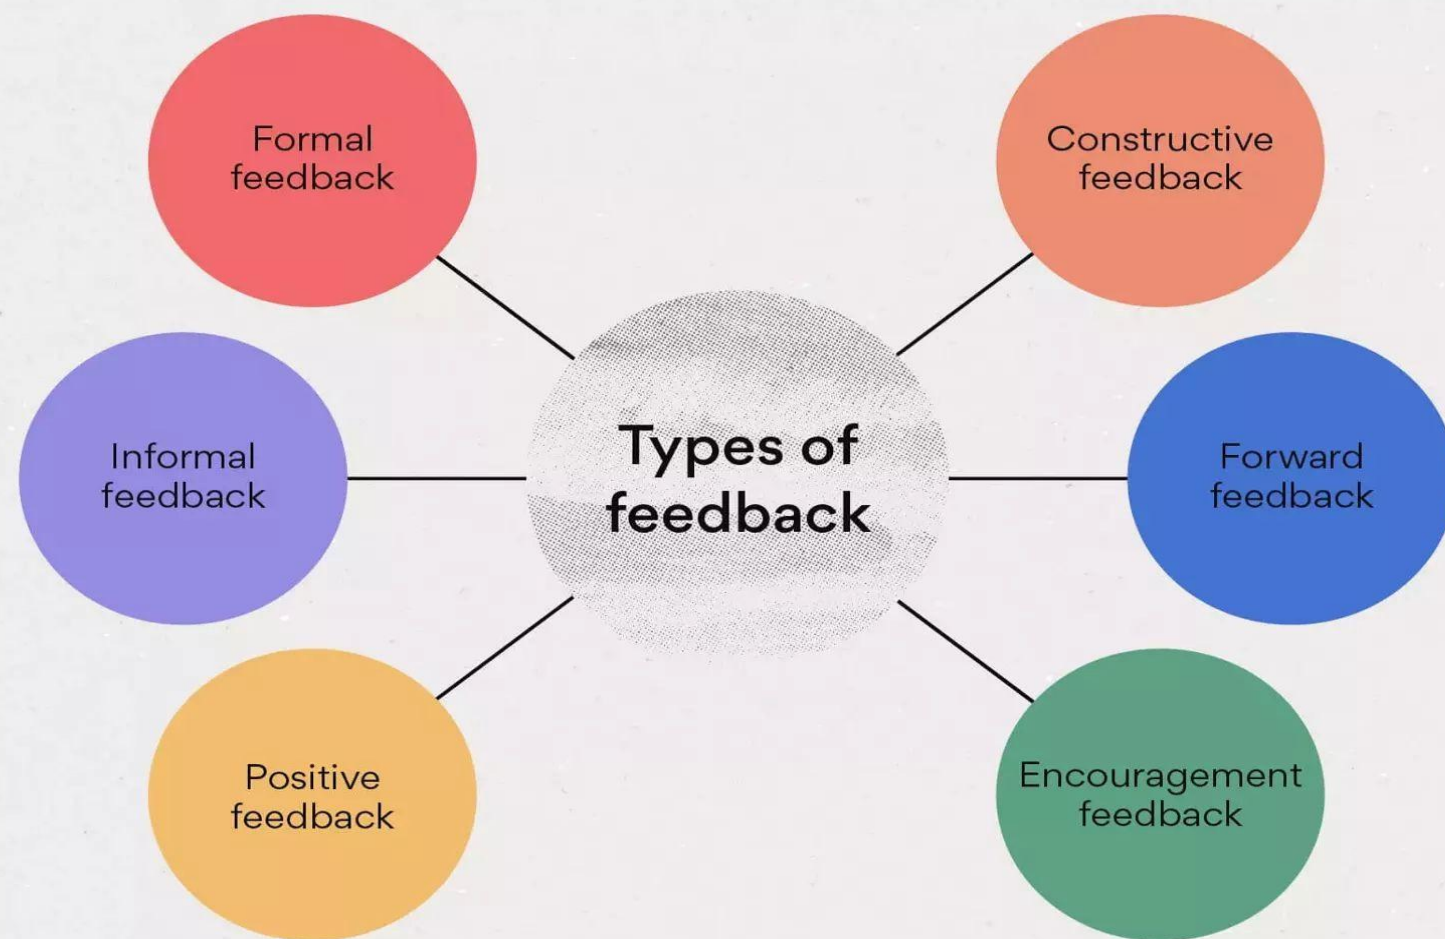 Formal
feedback
Constructive
feedback
Informal
feedback
Types of
feedback
Forward
feedback
Positive
feedback
Encouragement
feedback